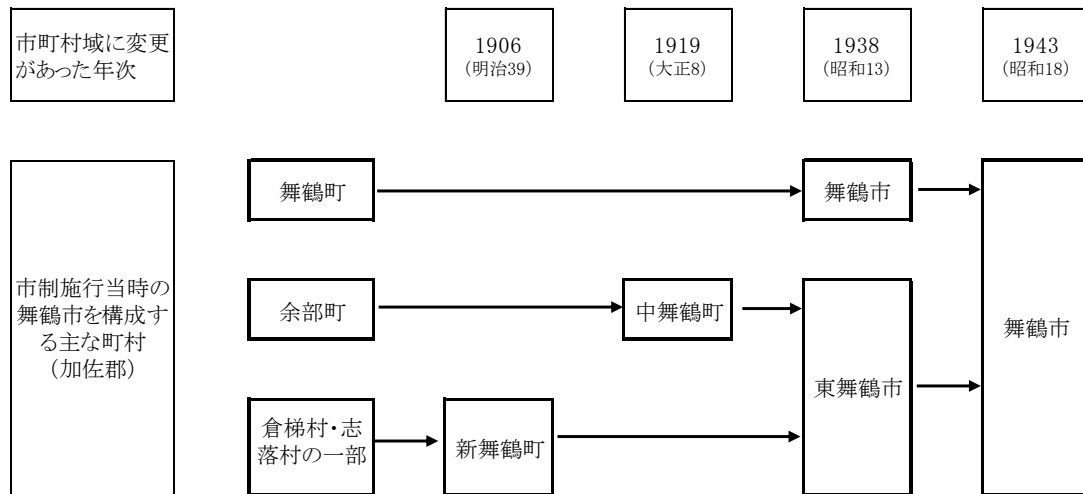 市町村域に変更
があった年次
1906
(明治39)
1919
(大正8)
1938
(昭和13)
1943
(昭和18)
市制施行当時の
舞鶴市を構成す
る主な町村
(加佐郡)
舞鶴町
舞鶴市
余部町
中舞鶴町
倉梯村・志
落村の一部
新舞鶴町
東舞鶴市
舞鶴市